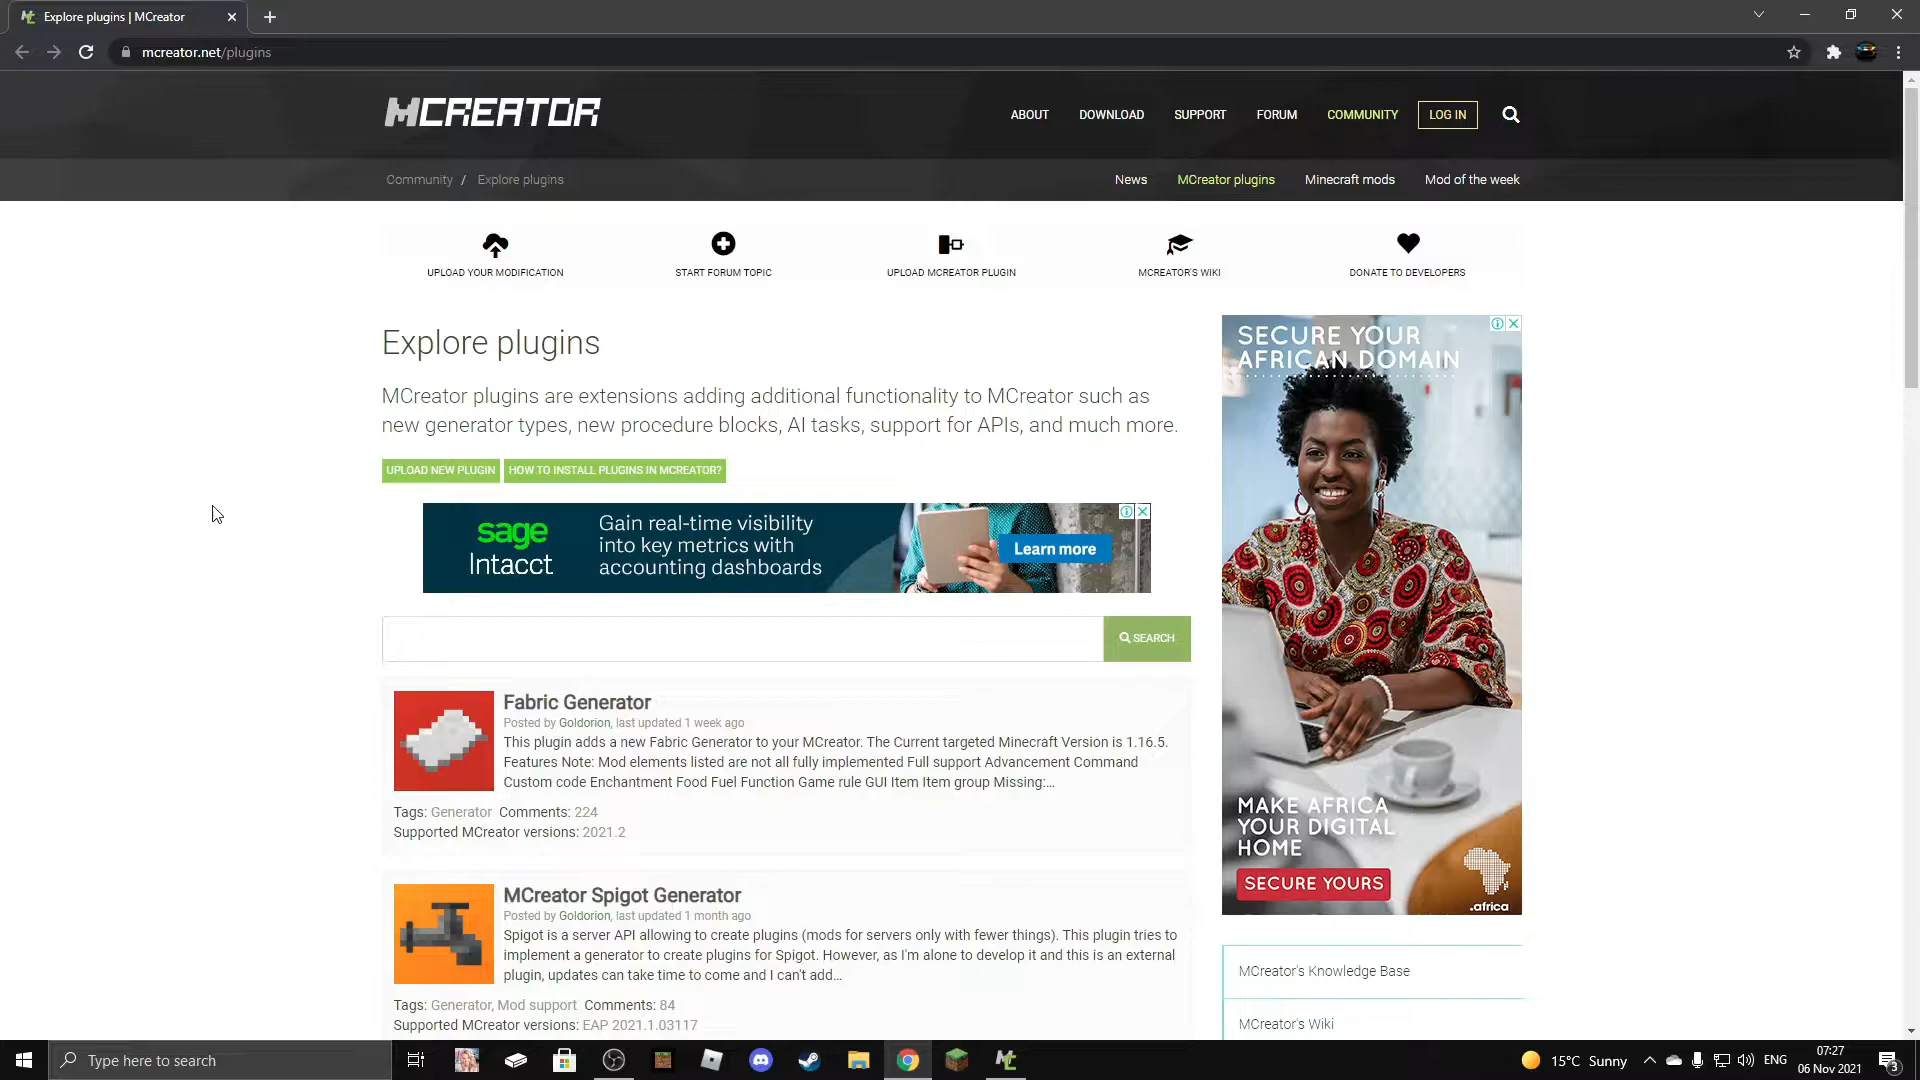 Explore plugins | MCreator
mcreator.net/plugins
MCREATOR
ABOUT
DOWNLOAD
SUPPORT
FORUM
COMMUNITY
LOG IN
Community / Explore plugins
News
MCreator plugins
Minecraft mods
Mod of the week
UPLOAD YOUR MODIFICATION
START FORUM TOPIC
UPLOAD MCREATOR PLUGIN
MCREATOR'S WIKI
DONATE TO DEVELOPERS
Explore plugins
MCreator plugins are extensions adding additional functionality to MCreator such as
new generator types, new procedure blocks, AI tasks, support for APIs, and much more.
UPLOAD NEW PLUGIN
HOW TO INSTALL PLUGINS IN MCREATOR?
sage
Intacct
Gain real-time visibility
into key metrics with
accounting dashboards
Learn more
SEARCH
Fabric Generator
Posted by Goldorion, last updated 1 week ago
This plugin adds a new Fabric Generator to your MCreator. The Current targeted Minecraft Version is 1.16.5.
Features Note: Mod elements listed are not all fully implemented Full support Advancement Command
Custom code Enchantment Food Fuel Function Game rule GUI Item Item group Missing:...
Tags: Generator Comments: 224
Supported MCreator versions: 2021.2
MCreator Spigot Generator
Posted by Goldorion, last updated 1 month ago
Spigot is a server API allowing to create plugins (mods for servers only with fewer things). This plugin tries to
implement a generator to create plugins for Spigot. However, as I'm alone to develop it and this is an external
plugin, updates can take time to come and I can't add...
Tags: Generator, Mod support Comments: 84
Supported MCreator versions: EAP 2021.1.03117
SECURE YOUR
AFRICAN DOMAIN
MAKE AFRICA
YOUR DIGITAL
HOME
SECURE YOURS
.africa
MCreator's Knowledge Base
MCreator's Wiki
Type here to search
15°C Sunny
ENG
07:27
06 Nov 2021
3